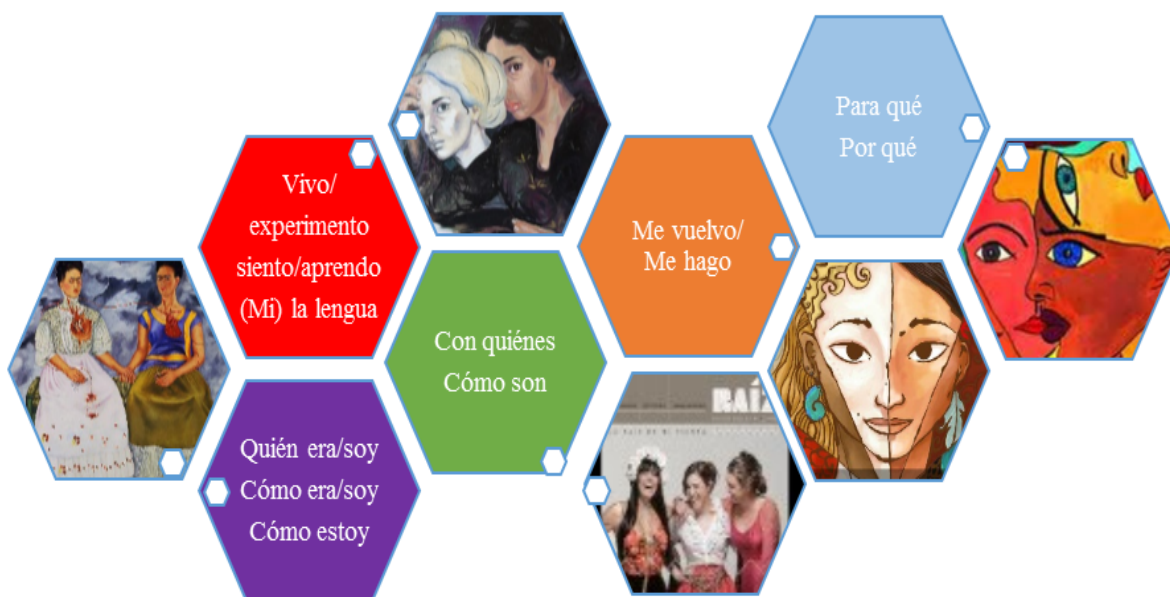 Vivo/
experimento
siento/aprendo
(Mi) la lengua
Quién era/soy
Cómo era/soy
Cómo estoy
Con quiénes
Cómo son
Me vuelvo/
Me hago
Para qué
Por qué
RAÍZ